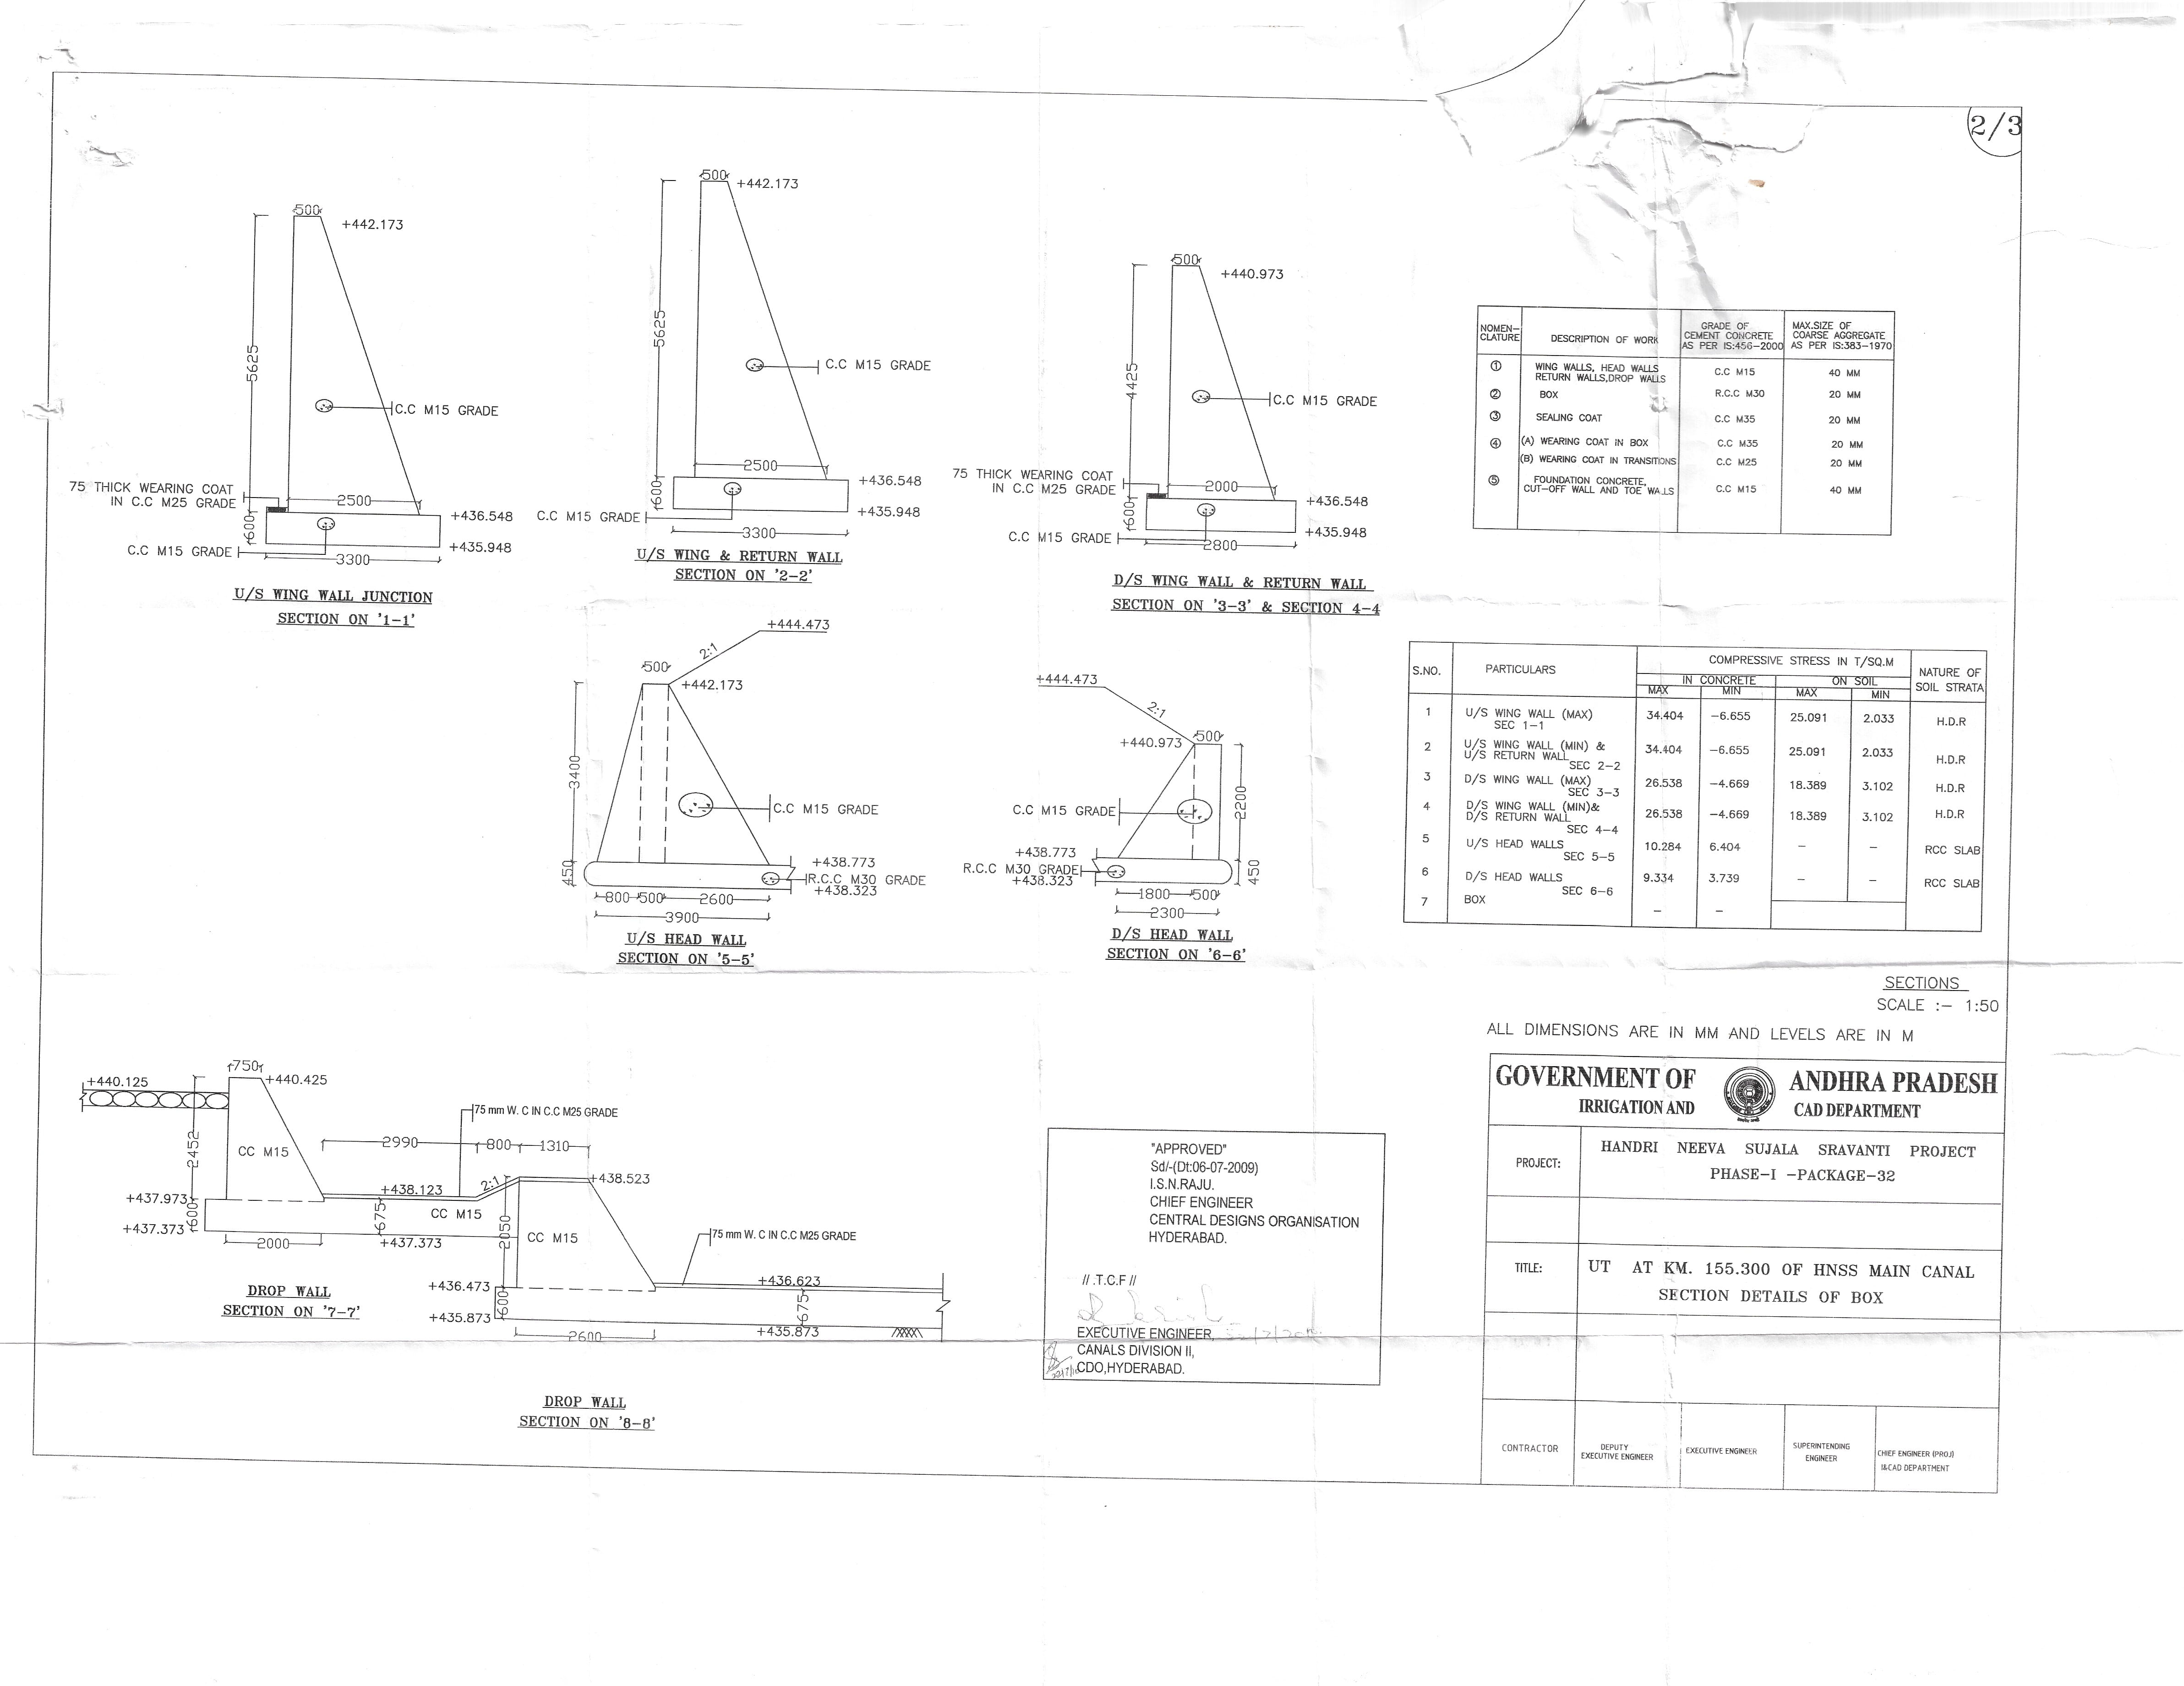 2/3
500
+442.173
5625
C.C M15 GRADE
75 THICK WEARING COAT
IN C.C M25 GRADE
2500
+436.548
600
C.C M15 GRADE
+435.948
3300
U/S WING WALL JUNCTION
SECTION ON '1-1'
500
+442.173
5625
C.C M15 GRADE
2500
+436.548
600
C.C M15 GRADE
+435.948
3300
U/S WING & RETURN WALL
SECTION ON '2-2'
500
+440.973
4425
C.C M15 GRADE
75 THICK WEARING COAT
IN C.C M25 GRADE
2000
+436.548
600
C.C M15 GRADE
+435.948
2800
D/S WING WALL & RETURN WALL
SECTION ON '3-3' & SECTION 4-4
NOMEN-CLATURE DESCRIPTION OF WORK GRADE OF CEMENT CONCRETE AS PER IS:456-2000 MAX.SIZE OF COARSE AGGREGATE AS PER IS:383-1970
1 WING WALLS, HEAD WALLS RETURN WALLS,DROP WALLS C.C M15 40 MM
2 BOX R.C.C M30 20 MM
3 SEALING COAT C.C M35 20 MM
4 (A) WEARING COAT IN BOX C.C M35 20 MM
(B) WEARING COAT IN TRANSITIONS C.C M25 20 MM
5 FOUNDATION CONCRETE, CUT-OFF WALL AND TOE WALLS C.C M15 40 MM
+444.473
2:1
500
+442.173
3400
C.C M15 GRADE
+438.773
450
R.C.C M30 GRADE
+438.323
800 500 2600
3900
U/S HEAD WALL
SECTION ON '5-5'
+444.473
2:1
500
+440.973
2200
C.C M15 GRADE
+438.773
R.C.C M30 GRADE
+438.323
450
1800 500
2300
D/S HEAD WALL
SECTION ON '6-6'
S.NO. PARTICULARS COMPRESSIVE STRESS IN T/SQ.M NATURE OF SOIL STRATA
IN CONCRETE ON SOIL
MAX MIN MAX MIN
1 U/S WING WALL (MAX) SEC 1-1 34.404 -6.655 25.091 2.033 H.D.R
2 U/S WING WALL (MIN) & U/S RETURN WALL SEC 2-2 34.404 -6.655 25.091 2.033 H.D.R
3 D/S WING WALL (MAX) SEC 3-3 26.538 -4.669 18.389 3.102 H.D.R
4 D/S WING WALL (MIN)& D/S RETURN WALL SEC 4-4 26.538 -4.669 18.389 3.102 H.D.R
5 U/S HEAD WALLS SEC 5-5 10.284 6.404 - - RCC SLAB
6 D/S HEAD WALLS SEC 6-6 9.334 3.739 - - RCC SLAB
7 BOX - -
SECTIONS
SCALE :- 1:50
ALL DIMENSIONS ARE IN MM AND LEVELS ARE IN M
750
+440.125
+440.425
2452
CC M15
75 mm W. C IN C.C M25 GRADE
2990 800 1310
+438.123
2:1
+438.523
+437.973
600
+437.373
675
CC M15
2000
+437.373
2050
CC M15
75 mm W. C IN C.C M25 GRADE
+436.473
+436.623
600
675
+435.873
+435.873
2600
DROP WALL
SECTION ON '7-7'
DROP WALL
SECTION ON '8-8'
"APPROVED"
Sd/-(Dt:06-07-2009)
I.S.N.RAJU.
CHIEF ENGINEER
CENTRAL DESIGNS ORGANISATION
HYDERABAD.
// .T.C.F //
EXECUTIVE ENGINEER,
CANALS DIVISION II,
CDO,HYDERABAD.
GOVERNMENT OF ANDHRA PRADESH
IRRIGATION AND CAD DEPARTMENT
PROJECT: HANDRI NEEVA SUJALA SRAVANTI PROJECT
PHASE-I -PACKAGE-32
TITLE: UT AT KM. 155.300 OF HNSS MAIN CANAL
SECTION DETAILS OF BOX
CONTRACTOR
DEPUTY EXECUTIVE ENGINEER
EXECUTIVE ENGINEER
SUPERINTENDING ENGINEER
CHIEF ENGINEER (PROJ) I&CAD DEPARTMENT